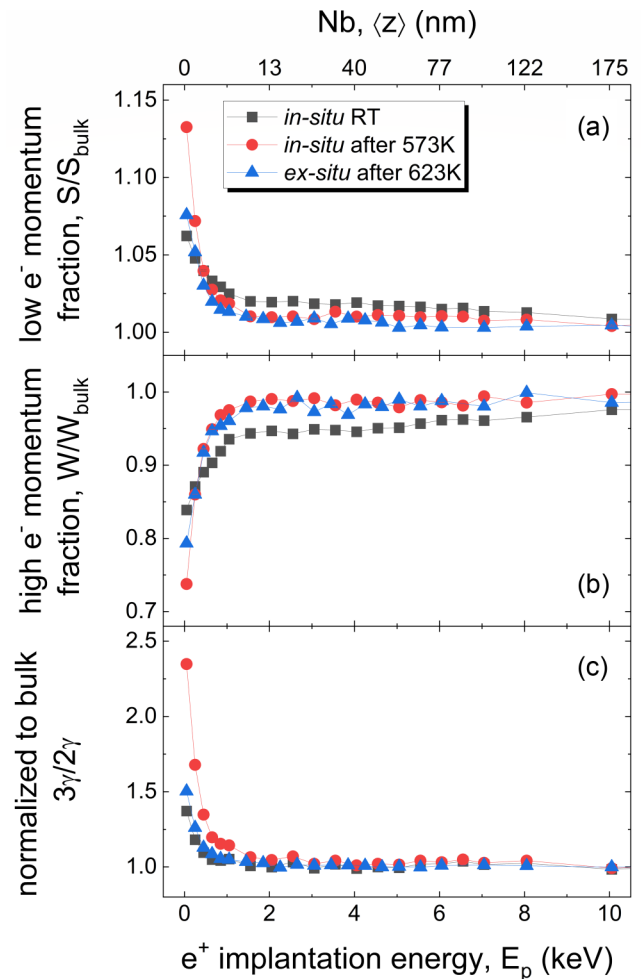 Nb, ⟨z⟩ (nm)
0 13 40 77 122 175
1.15
1.10
1.05
1.00
low e⁻ momentum
fraction, S/S_bulk
in-situ RT
in-situ after 573K
ex-situ after 623K
(a)
1.0
0.9
0.8
0.7
high e⁻ momentum
fraction, W/W_bulk
(b)
2.5
2.0
1.5
1.0
normalized to bulk
3γ/2γ
(c)
0 2 4 6 8 10
e⁺ implantation energy, E_p (keV)